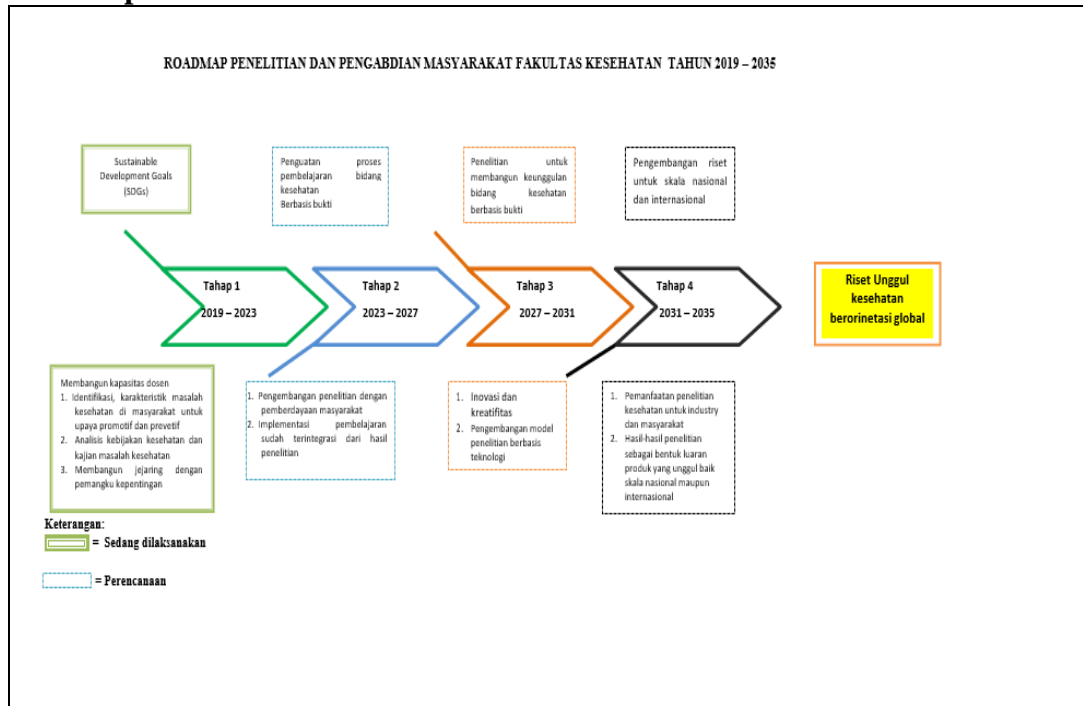 ROADMAP PENELITIAN DAN PENGABDIAN MASYARAKAT FAKULTAS KESEHATAN TAHUN 2019 – 2035
Sustainable
Development Goals
(SDGs)
Penguatan proses
pembelajaran bidang
kesehatan
Berbasis bukti
Penelitian untuk
membangun keunggulan
bidang kesehatan
berbasis bukti
Pengembangan riset
untuk skala nasional
dan internasional
Tahap 1
2019 – 2023
Tahap 2
2023 – 2027
Tahap 3
2027 – 2031
Tahap 4
2031 – 2035
Riset Unggul
kesehatan
berorinetasi global
Membangun kapasitas dosen
1. Identifikasi, karakteristik masalah
kesehatan di masyarakat untuk
upaya promotif dan prevetif
2. Analisis kebijakan kesehatan dan
kajian masalah kesehatan
3. Membangun jejaring dengan
pemangku kepentingan
1. Pengembangan penelitian dengan
pemberdayaan masyarakat
2. Implementasi pembelajaran
sudah terintegrasi dari hasil
penelitian
1. Inovasi dan
kreatifitas
2. Pengembangan model
penelitian berbasis
teknologi
1. Pemanfaatan penelitian
kesehatan untuk industry
dan masyarakat
2. Hasil-hasil penelitian
sebagai bentuk luaran
produk yang unggul baik
skala nasional maupun
internasional
Keterangan:
= Sedang dilaksanakan
= Perencanaan